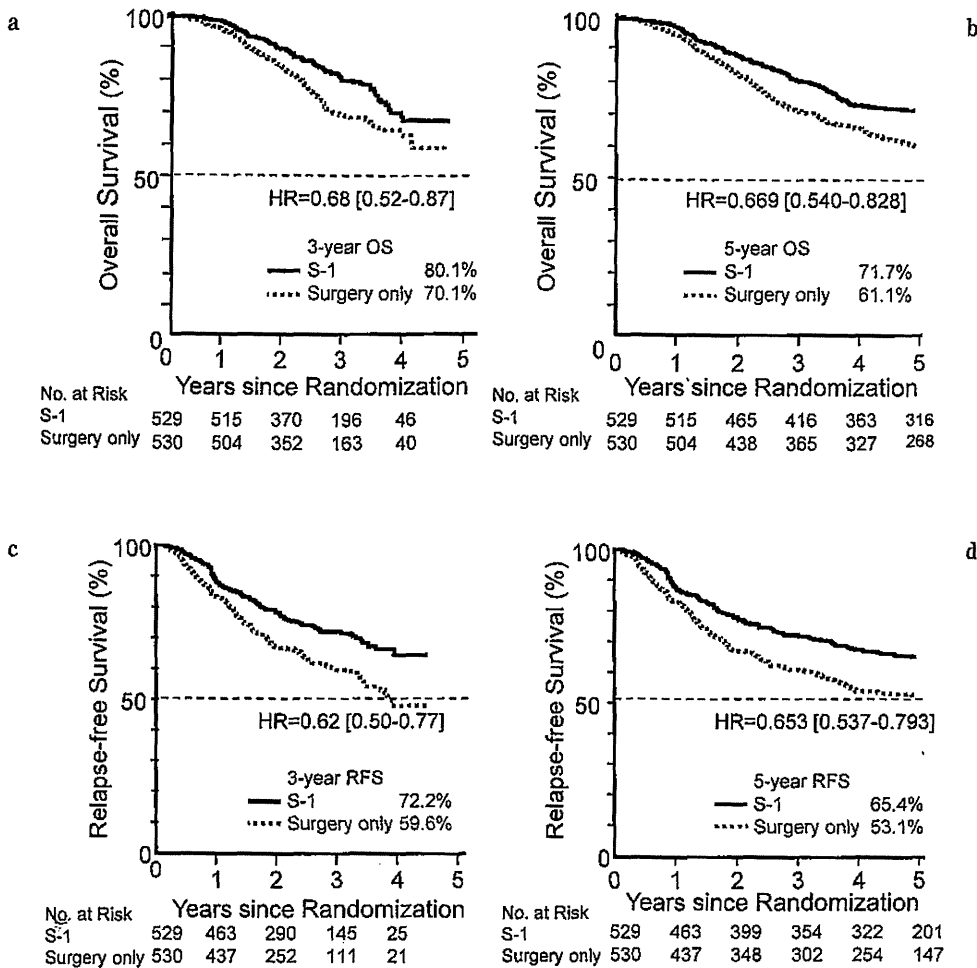 a
100
50
0
Overall Survival (%)
HR=0.68 [0.52-0.87]
3-year OS
S-1 80.1%
Surgery only 70.1%
0 1 2 3 4 5
Years since Randomization
No. at Risk
S-1 529 515 370 196 46
Surgery only 530 504 352 163 40
b
100
50
0
Overall Survival (%)
HR=0.669 [0.540-0.828]
5-year OS
S-1 71.7%
Surgery only 61.1%
0 1 2 3 4 5
Years since Randomization
No. at Risk
S-1 529 515 465 416 363 316
Surgery only 530 504 438 365 327 268
c
100
50
0
Relapse-free Survival (%)
HR=0.62 [0.50-0.77]
3-year RFS
S-1 72.2%
Surgery only 59.6%
0 1 2 3 4 5
Years since Randomization
No. at Risk
S-1 529 463 290 145 25
Surgery only 530 437 252 111 21
d
100
50
0
Relapse-free Survival (%)
HR=0.653 [0.537-0.793]
5-year RFS
S-1 65.4%
Surgery only 53.1%
0 1 2 3 4 5
Years since Randomization
No. at Risk
S-1 529 463 399 354 322 201
Surgery only 530 437 348 302 254 147